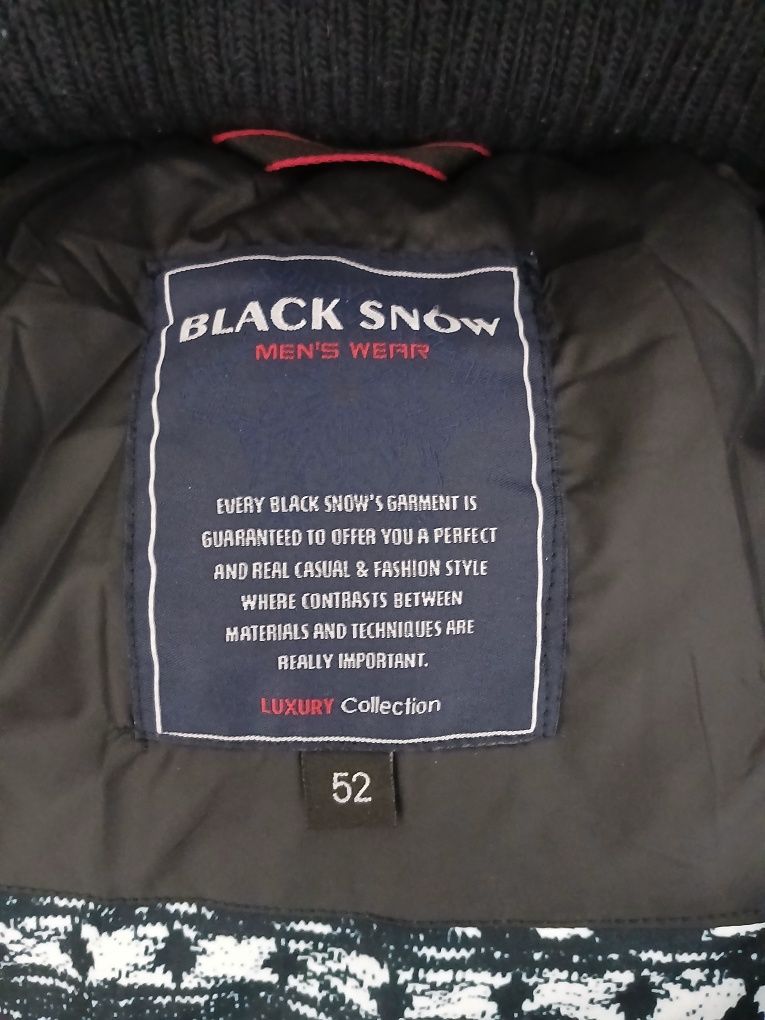 BLACK SNOW
MEN'S WEAR
EVERY BLACK SNOW'S GARMENT IS
GUARANTEED TO OFFER YOU A PERFECT
AND REAL CASUAL & FASHION STYLE
WHERE CONTRASTS BETWEEN
MATERIALS AND TECHNIQUES ARE
REALLY IMPORTANT.
LUXURY Collection
52